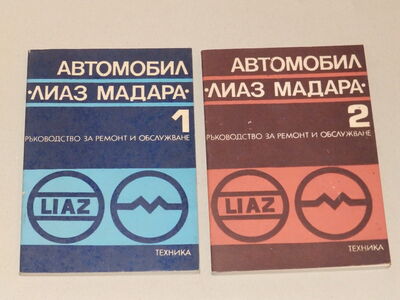 АВТОМОБИЛ
·ЛИАЗ МАДАРА·
1
РЪКОВОДСТВО ЗА РЕМОНТ И ОБСЛУЖВАНЕ
LIAZ
ТЕХНИКА
АВТОМОБИЛ
·ЛИАЗ МАДАРА·
2
РЪКОВОДСТВО ЗА РЕМОНТ И ОБСЛУЖВАНЕ
LIAZ
ТЕХНИКА